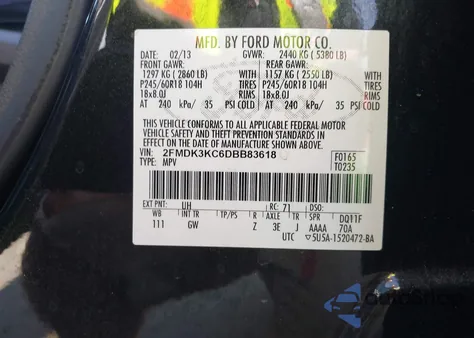 MFD. BY FORD MOTOR CO.
DATE: 02/13 GVWR: 2440 KG ( 5380 LB)
FRONT GAWR: REAR GAWR:
1297 KG (2860 LB) 1157 KG (2550 LB)
P245/60R18 104H TIRES P245/60R18 104H TIRES
18x8.0J RIMS 18x8.0J RIMS
AT 240 kPa/ 35 PSI COLD AT 240 kPa/ 35 PSI COLD
THIS VEHICLE CONFORMS TO ALL APPLICABLE FEDERAL MOTOR
VEHICLE SAFETY AND THEFT PREVENTION STANDARDS IN
EFFECT ON THE DATE OF MANUFACTURE SHOWN ABOVE.
VIN: 2FMDK3KC6DBB83618 F0165
TYPE: MPV T0235
EXT PNT: UH RC: 71 DSO:
WB INT TR TP/PS R AX TR SPR DQ11F
111 GW Z 3E J AAAA 70A
UTC ▽5U5A-1520472-BA